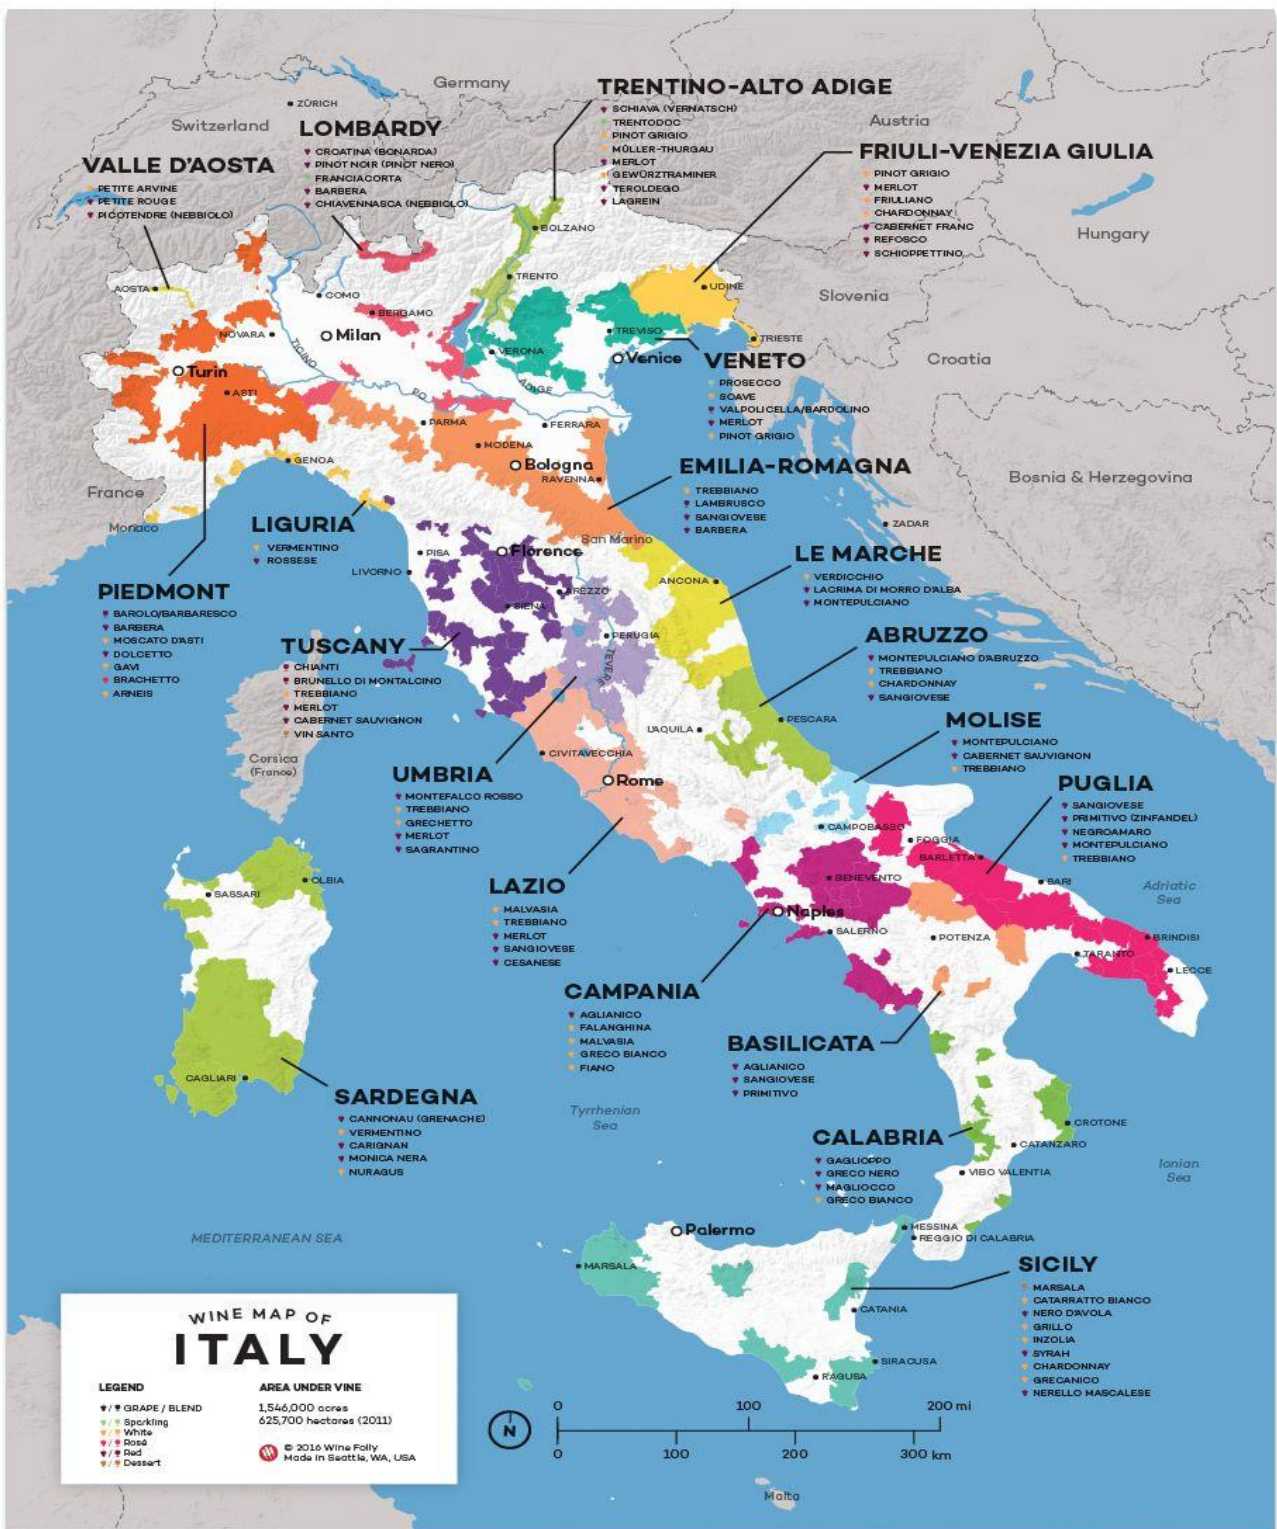 Germany
ZÜRICH
Switzerland
Austria
Hungary
Slovenia
Croatia
Bosnia & Herzegovina
France
Monaco
San Marino
Corsica
(France)
Malta
TRENTINO-ALTO ADIGE
SCHIAVA (VERNATSCH)
TRENTODOC
PINOT GRIGIO
MÜLLER-THURGAU
MERLOT
GEWÜRZTRAMINER
TEROLDEGO
LAGREIN
LOMBARDY
CROATINA (BONARDA)
PINOT NOIR (PINOT NERO)
FRANCIACORTA
BARBERA
CHIAVENNASCA (NEBBIOLO)
VALLE D'AOSTA
PETITE ARVINE
PETITE ROUGE
PICOTENDRE (NEBBIOLO)
FRIULI-VENEZIA GIULIA
PINOT GRIGIO
MERLOT
FRIULIANO
CHARDONNAY
CABERNET FRANC
REFOSCO
SCHIOPPETTINO
BOLZANO
TRENTO
AOSTA
COMO
BERGAMO
UDINE
NOVARA
Milan
TICINO
TREVISO
TRIESTE
VERONA
Venice
Turin
ASTI
PO
ADIGE
PARMA
FERRARA
MODENA
GENOA
Bologna
RAVENNA
VENETO
PROSECCO
SOAVE
VALPOLICELLA/BARDOLINO
MERLOT
PINOT GRIGIO
EMILIA-ROMAGNA
TREBBIANO
LAMBRUSCO
SANGIOVESE
BARBERA
ZADAR
LIGURIA
VERMENTINO
ROSSESE
PISA
Florence
LIVORNO
AREZZO
SIENA
ANCONA
PERUGIA
TEVERE
LE MARCHE
VERDICCHIO
LACRIMA DI MORRO D'ALBA
MONTEPULCIANO
PIEDMONT
BAROLO/BARBARESCO
BARBERA
MOSCATO D'ASTI
DOLCETTO
GAVI
BRACHETTO
ARNEIS
TUSCANY
CHIANTI
BRUNELLO DI MONTALCINO
TREBBIANO
MERLOT
CABERNET SAUVIGNON
VIN SANTO
ABRUZZO
MONTEPULCIANO D'ABRUZZO
TREBBIANO
CHARDONNAY
SANGIOVESE
PESCARA
L'AQUILA
CIVITAVECCHIA
Rome
MOLISE
MONTEPULCIANO
CABERNET SAUVIGNON
TREBBIANO
UMBRIA
MONTEFALCO ROSSO
TREBBIANO
GRECHETTO
MERLOT
SAGRANTINO
PUGLIA
SANGIOVESE
PRIMITIVO (ZINFANDEL)
NEGROAMARO
MONTEPULCIANO
TREBBIANO
CAMPOBASSO
FOGGIA
BARLETTA
BARI
BENEVENTO
Naples
SALERNO
POTENZA
BRINDISI
TARANTO
LECCE
Adriatic
Sea
LAZIO
MALVASIA
TREBBIANO
MERLOT
SANGIOVESE
CESANESE
OLBIA
SASSARI
CAGLIARI
CAMPANIA
AGLIANICO
FALANGHINA
MALVASIA
GRECO BIANCO
FIANO
BASILICATA
AGLIANICO
SANGIOVESE
PRIMITIVO
SARDEGNA
CANNONAU (GRENACHE)
VERMENTINO
CARIGNAN
MONICA NERA
NURAGUS
Tyrrhenian
Sea
CALABRIA
GAGLIOPPO
GRECO NERO
MAGLIOCCO
GRECO BIANCO
CROTONE
CATANZARO
VIBO VALENTIA
Ionian
Sea
MEDITERRANEAN SEA
Palermo
MESSINA
REGGIO DI CALABRIA
MARSALA
CATANIA
SIRACUSA
RAGUSA
SICILY
MARSALA
CATARRATTO BIANCO
NERO D'AVOLA
GRILLO
INZOLIA
SYRAH
CHARDONNAY
GRECANICO
NERELLO MASCALESE
WINE MAP OF
ITALY
LEGEND
/ GRAPE / BLEND
/ Sparkling
/ White
/ Rosé
/ Red
/ Dessert
AREA UNDER VINE
1,546,000 acres
625,700 hectares (2011)
© 2016 Wine Folly
Made in Seattle, WA, USA
N
0 100 200 mi
0 100 200 300 km